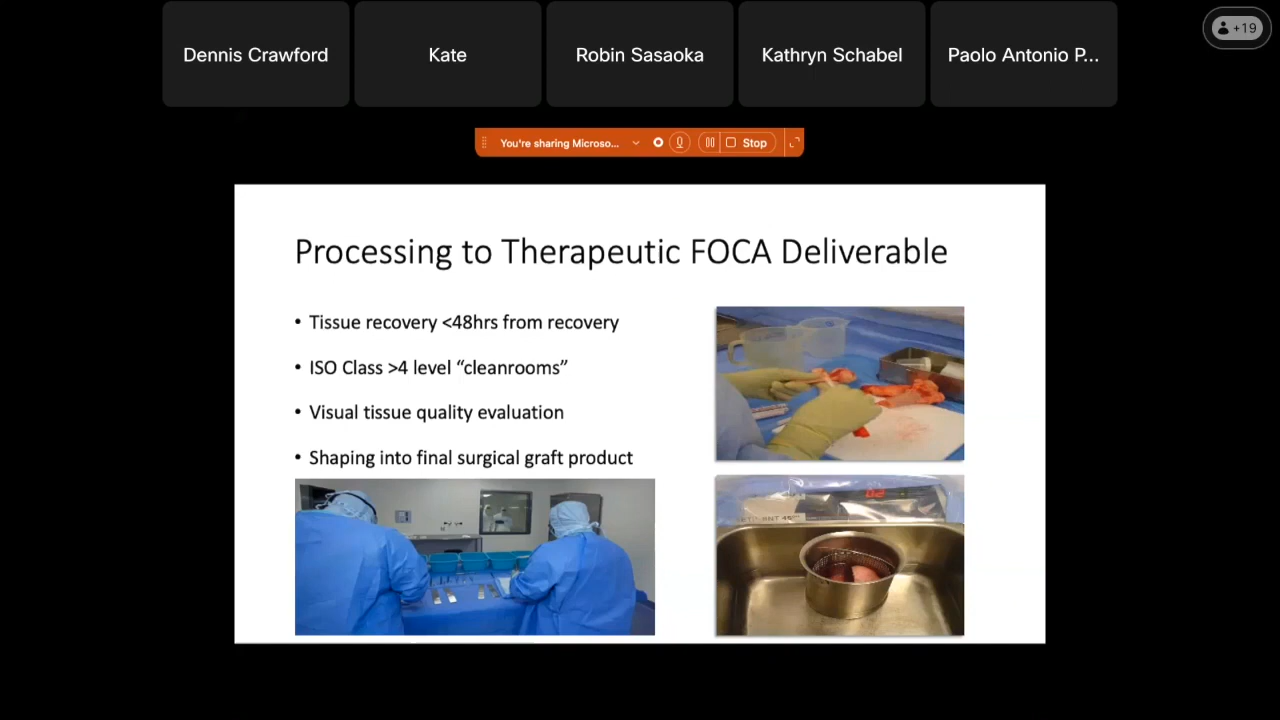 Dennis Crawford
Kate
Robin Sasaoka
Kathryn Schabel
Paolo Antonio P...
+19
You're sharing Microso...
Stop
Processing to Therapeutic FOCA Deliverable
• Tissue recovery <48hrs from recovery
• ISO Class >4 level “cleanrooms”
• Visual tissue quality evaluation
• Shaping into final surgical graft product